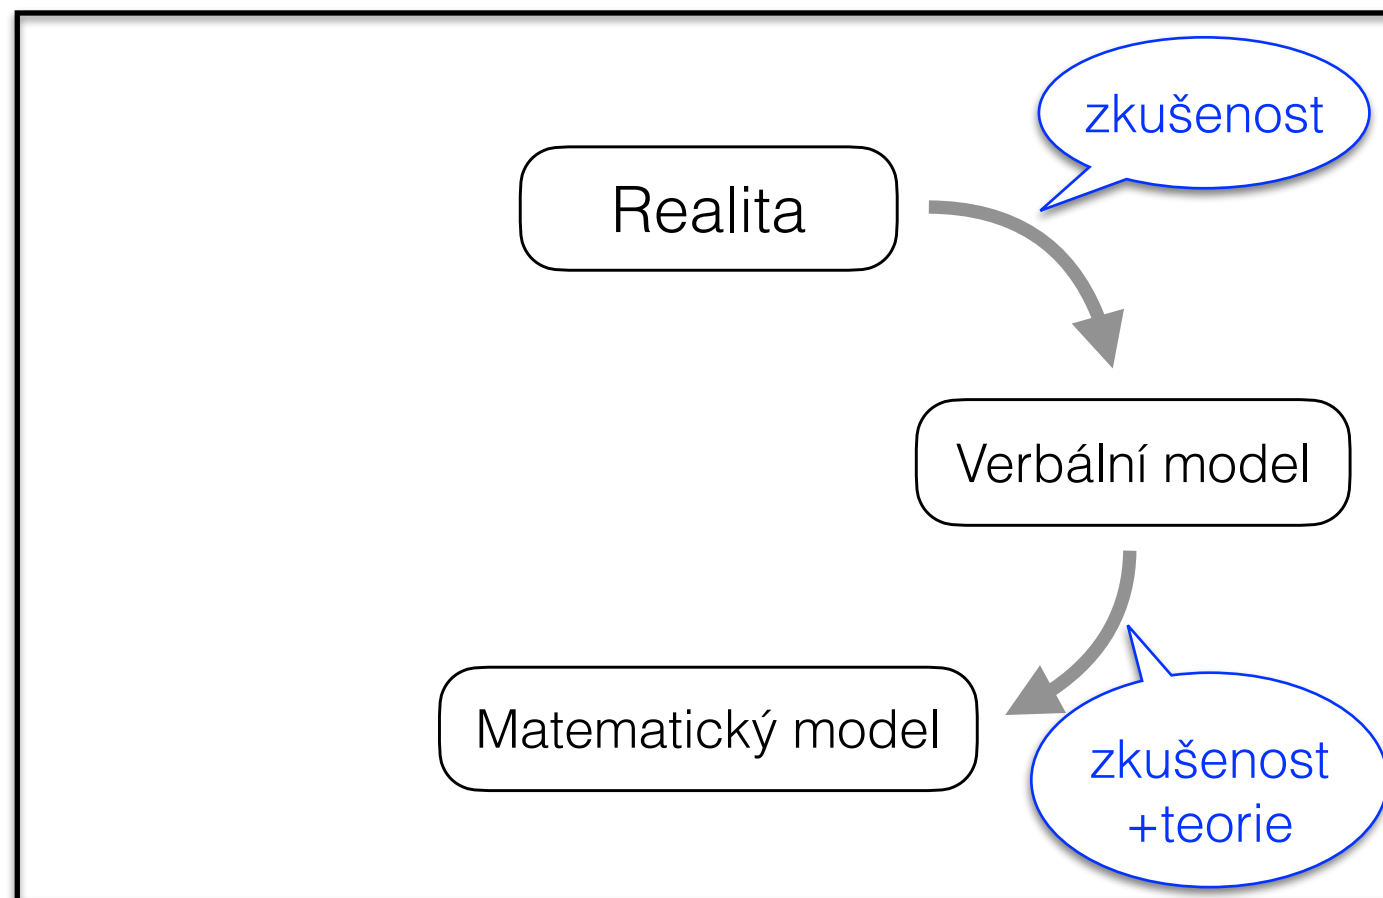 zkušenost
Realita
Verbální model
Matematický model
zkušenost
+teorie